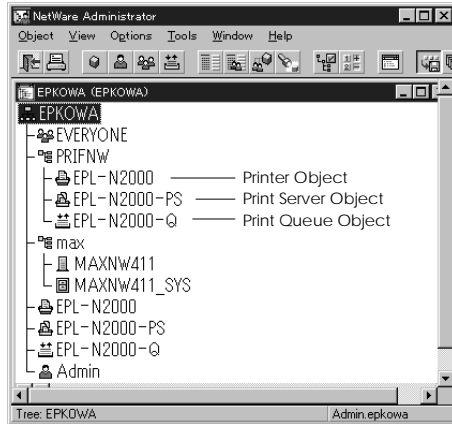 NetWare Administrator
Object View Options Tools Window Help
EPKOWA (EPKOWA)
EPKOWA
EVERYONE
PRIFNW
EPL-N2000 Printer Object
EPL-N2000-PS Print Server Object
EPL-N2000-Q Print Queue Object
max
MAXNW411
MAXNW411_SYS
EPL-N2000
EPL-N2000-PS
EPL-N2000-Q
Admin
Tree: EPKOWA Admin.epkowa